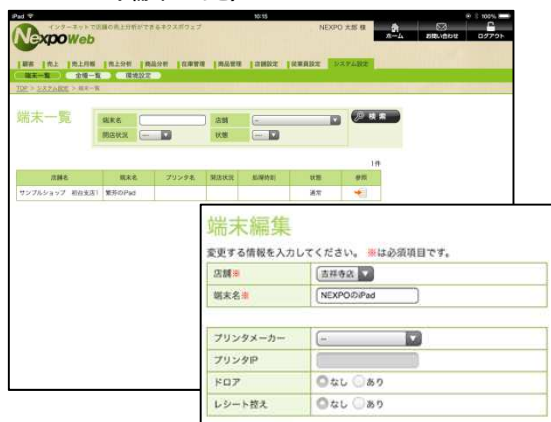 iPad
16:15
100%
インターネットで店舗の売上分析ができるネクスポウェブ
NexpoWeb
NEXPO 太郎 様
ホーム
お問い合わせ
ログアウト
顧客 売上 売上月報 売上分析 商品分析 在庫管理 商品管理 店舗設定 従業員設定 システム設定
端末一覧 金種一覧 環境設定
TOP > システム設定 > 端末一覧
端末一覧
端末名
店舗
--
検 索
開店状況
--
状態
--
1件
店舗名 端末名 プリンタ名 開店状況 状態 参照
サンプルショップ 通常
端末編集
変更する情報を入力してください。 ※は必須項目です。
店舗※
吉祥寺店
端末名※
NEXPOのiPad
プリンタメーカー
--
プリンタIP
ドロア
なし あり
レシート控え
なし あり